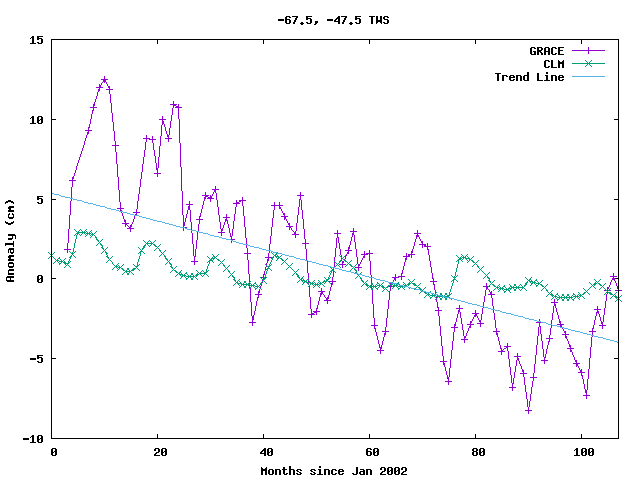 -67.5, -47.5 TWS
15
GRACE
CLM
Trend Line
10
5
0
-5
-10
Anomaly (cm)
0 20 40 60 80 100
Months since Jan 2002